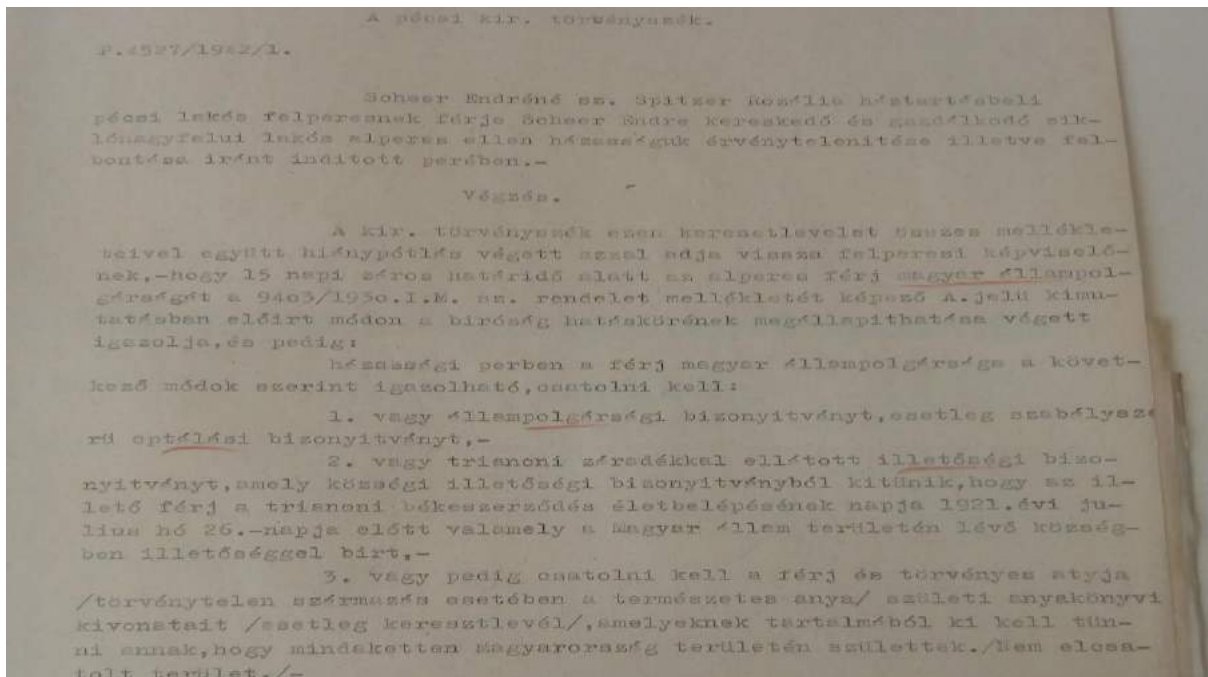 A pécsi kir. törvényszék.
P.4527/1942/1.
Scheer Endréné sz. Spitzer Rozália háztartásbeli
pécsi lakós felperesnek férje Scheer Endre kereskedő és gazdálkodó sik-
lósnagyfalui lakós alperes ellen házasságuk érvénytelenitése illetve fel-
bontása iránt inditott perében.-
Végzés.
A kir. törvényszék ezen keresetlevelet összes mellékle-
teivel együtt hiánypótlás végett azzal adja vissza felperesi képviselő-
nek,-hogy 15 napi záros határidő alatt az alperes férj magyar állampol-
gárságát a 94o3/193o.I.M. sz. rendelet mellékletét képező A.jelü kimu-
tatásban előirt módon a biróság hatáskörének megállapithatása végett
igazolja,és pedig:
házassági perben a férj magyar állampolgársága a követ-
kező módok szerint igazolható,csatolni kell:
1. vagy állampolgársági bizonyitványt,esetleg szabálysze
rü optálási bizonyitványt,-
2. vagy trianoni záradékkal ellátott illetőségi bizo-
nyitványt,amely községi illetőségi bizonyitványból kitünik,hogy az il-
lető férj a trianoni békeszerződés életbelépésének napja 1921.évi ju-
lius hó 26.-napja előtt valamely a Magyar Állam területén lévő község-
ben illetőséggel birt,-
3. vagy pedig csatolni kell a férj és törvényes atyja
/törvénytelen származás esetében a természetes anya/ születi anyakönyvi
kivonatait /esetleg keresztlevél/,amelyeknek tartalmából ki kell tün-
ni annak,hogy mindaketten Magyarország területén születtek./Nem elcsa-
tolt terület./-